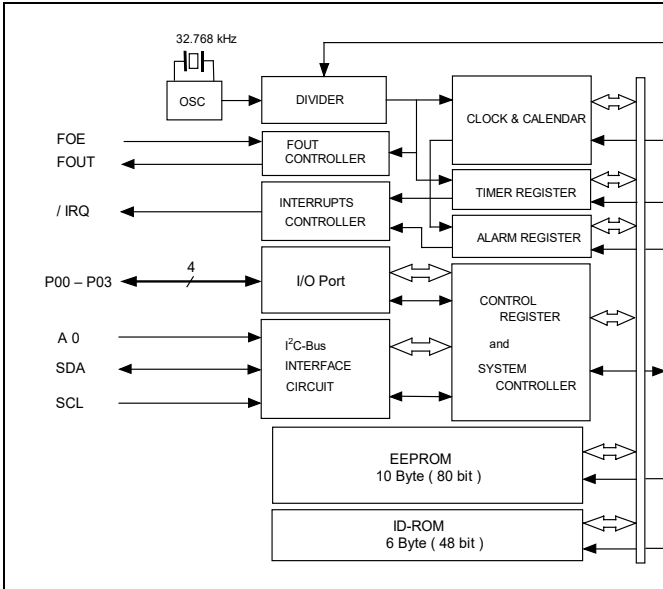 32.768 kHz
OSC
DIVIDER
CLOCK & CALENDAR
FOE
FOUT
FOUT
CONTROLLER
TIMER REGISTER
/ IRQ
INTERRUPTS
CONTROLLER
ALARM REGISTER
P00 – P03
4
I/O Port
CONTROL
REGISTER
and
SYSTEM
CONTROLLER
A 0
SDA
SCL
I²C-Bus
INTERFACE
CIRCUIT
EEPROM
10 Byte ( 80 bit )
ID-ROM
6 Byte ( 48 bit )